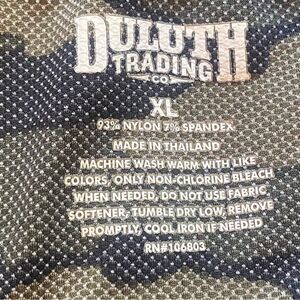 DULUTH
TRADING
CO
XL
93% NYLON 7% SPANDEX
MADE IN THAILAND
MACHINE WASH WARM WITH LIKE
COLORS, ONLY NON-CHLORINE BLEACH
WHEN NEEDED, DO NOT USE FABRIC
SOFTENER, TUMBLE DRY LOW, REMOVE
PROMPTLY, COOL IRON IF NEEDED
RN#106803